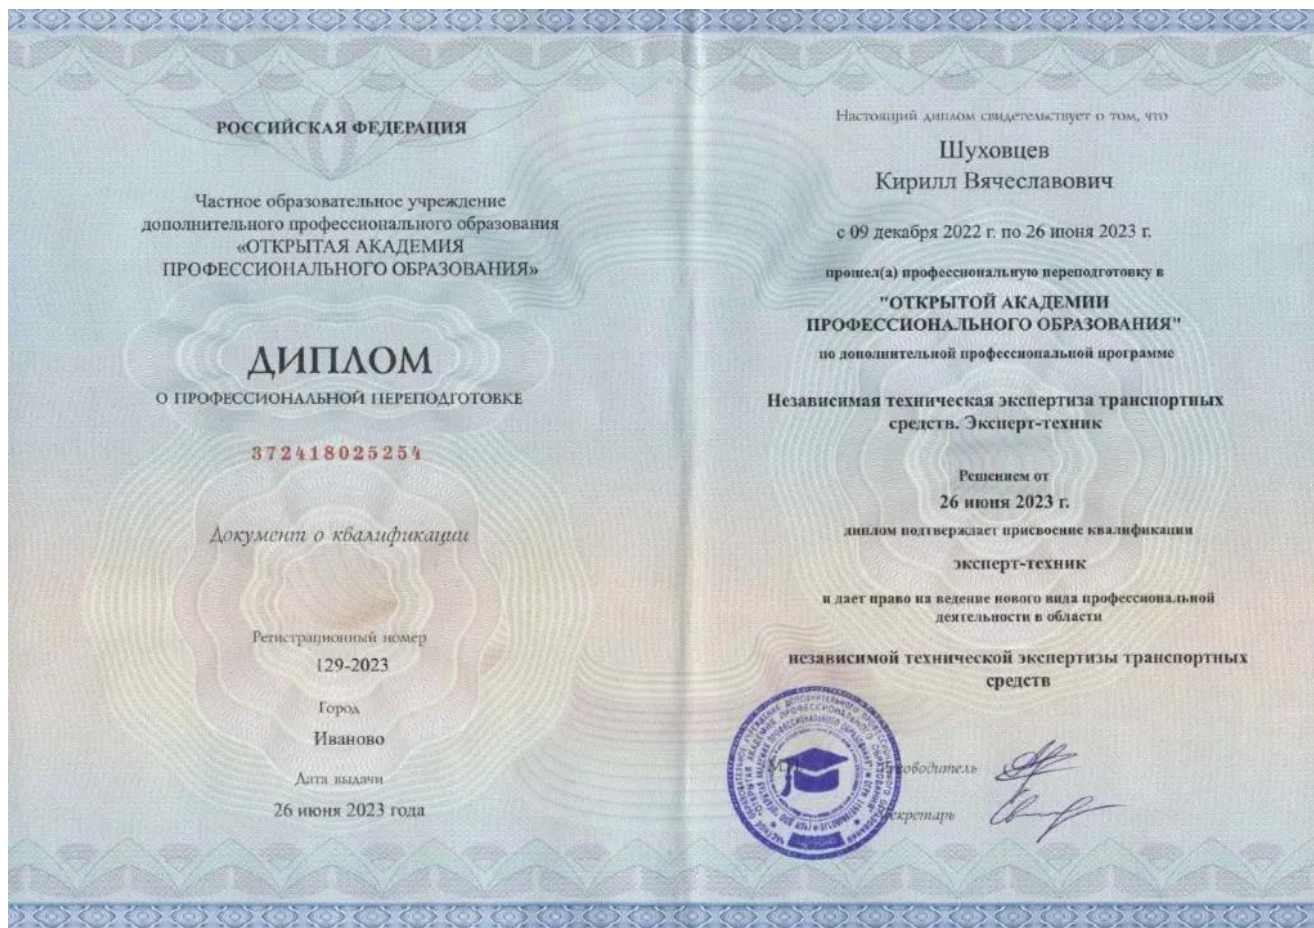 РОССИЙСКАЯ ФЕДЕРАЦИЯ
Частное образовательное учреждение
дополнительного профессионального образования
«ОТКРЫТАЯ АКАДЕМИЯ
ПРОФЕССИОНАЛЬНОГО ОБРАЗОВАНИЯ»
ДИПЛОМ
О ПРОФЕССИОНАЛЬНОЙ ПЕРЕПОДГОТОВКЕ
372418025254
Документ о квалификации
Регистрационный номер
129-2023
Город
Иваново
Дата выдачи
26 июня 2023 года
Настоящий диплом свидетельствует о том, что
Шуховцев
Кирилл Вячеславович
с 09 декабря 2022 г. по 26 июня 2023 г.
прошел(а) профессиональную переподготовку в
"ОТКРЫТОЙ АКАДЕМИИ
ПРОФЕССИОНАЛЬНОГО ОБРАЗОВАНИЯ"
по дополнительной профессиональной программе
Независимая техническая экспертиза транспортных
средств. Эксперт-техник
Решением от
26 июня 2023 г.
диплом подтверждает присвоение квалификации
эксперт-техник
и дает право на ведение нового вида профессиональной
деятельности в области
независимой технической экспертизы транспортных
средств
Руководитель
Секретарь